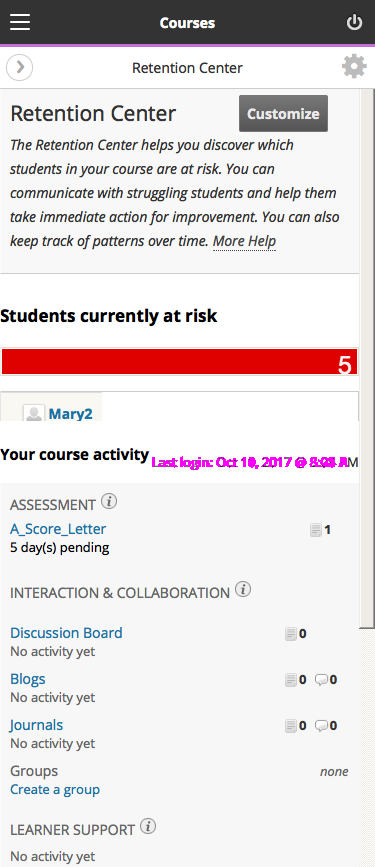 Courses
Retention Center
Retention Center
Customize
The Retention Center helps you discover which
students in your course are at risk. You can
communicate with struggling students and help them
take immediate action for improvement. You can also
keep track of patterns over time. More Help
Students currently at risk
5
Mary2
Your course activity
Last login: Oct 2017 @ M
ASSESSMENT
A_Score_Letter
1
5 day(s) pending
INTERACTION & COLLABORATION
Discussion Board
0
No activity yet
Blogs
0 0
No activity yet
Journals
0 0
No activity yet
Groups
none
Create a group
LEARNER SUPPORT
No activity yet